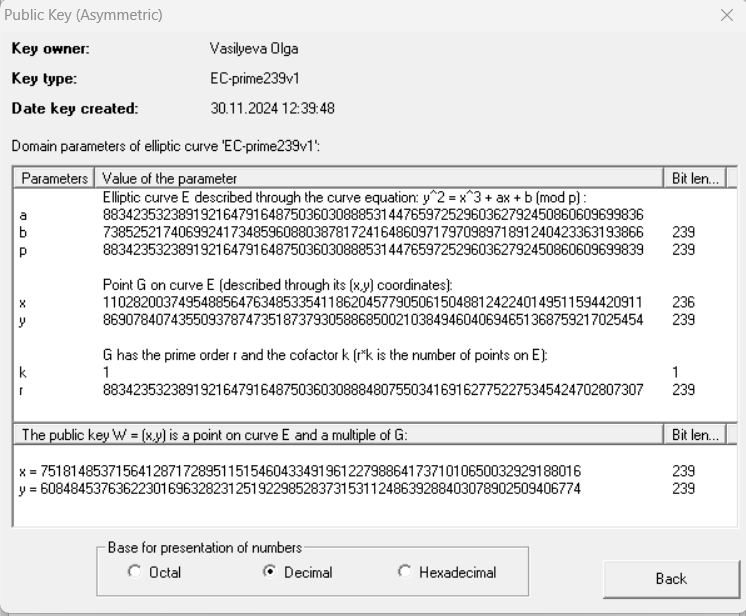 Public Key (Asymmetric)
Key owner: Vasilyeva Olga
Key type: EC-prime239v1
Date key created: 30.11.2024 12:39:48
Domain parameters of elliptic curve 'EC-prime239v1':
Parameters Value of the parameter Bit len...
Elliptic curve E described through the curve equation: y^2 = x^3 + ax + b (mod p) :
a 883423532389192164791648750360308885314476597252960362792450860609699836
b 738525217406992417348596088038781724164860971797098971891240423363193866 239
p 883423532389192164791648750360308885314476597252960362792450860609699839 239
Point G on curve E (described through its (x,y) coordinates):
x 110282003749548856476348533541186204577905061504881242240149511594420911 236
y 869078407435509378747351873793058868500210384946040694651368759217025454 239
G has the prime order r and the cofactor k (r*k is the number of points on E):
k 1 1
r 883423532389192164791648750360308884807550341691627752275345424702807307 239
The public key W = (x,y) is a point on curve E and a multiple of G: Bit len...
x = 751814853715641287172895115154604334919612279886417371010650032929188016 239
y = 608484537636223016963282312519229852837315311248639288403078902509406774 239
Base for presentation of numbers
Octal Decimal Hexadecimal
Back